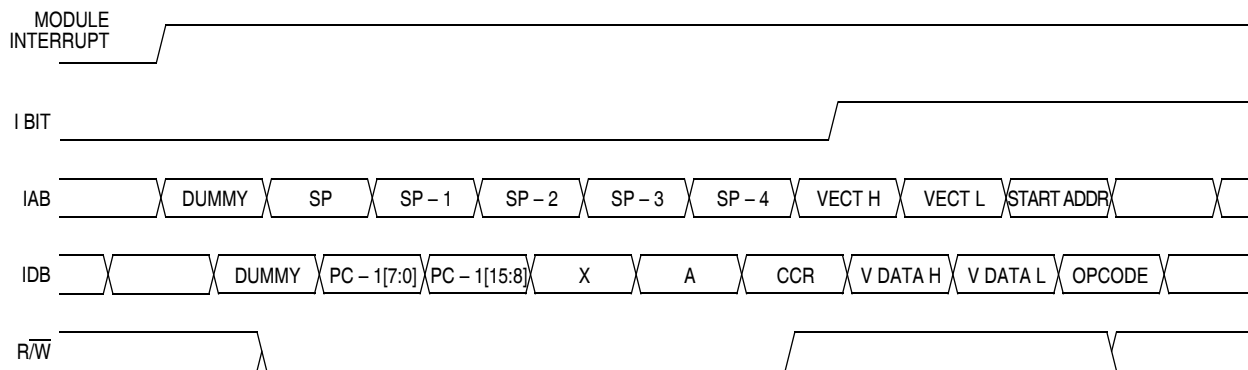 MODULE
INTERRUPT
I BIT
IAB DUMMY SP SP – 1 SP – 2 SP – 3 SP – 4 VECT H VECT L START ADDR
IDB DUMMY PC – 1[7:0] PC – 1[15:8] X A CCR V DATA H V DATA L OPCODE
R/W